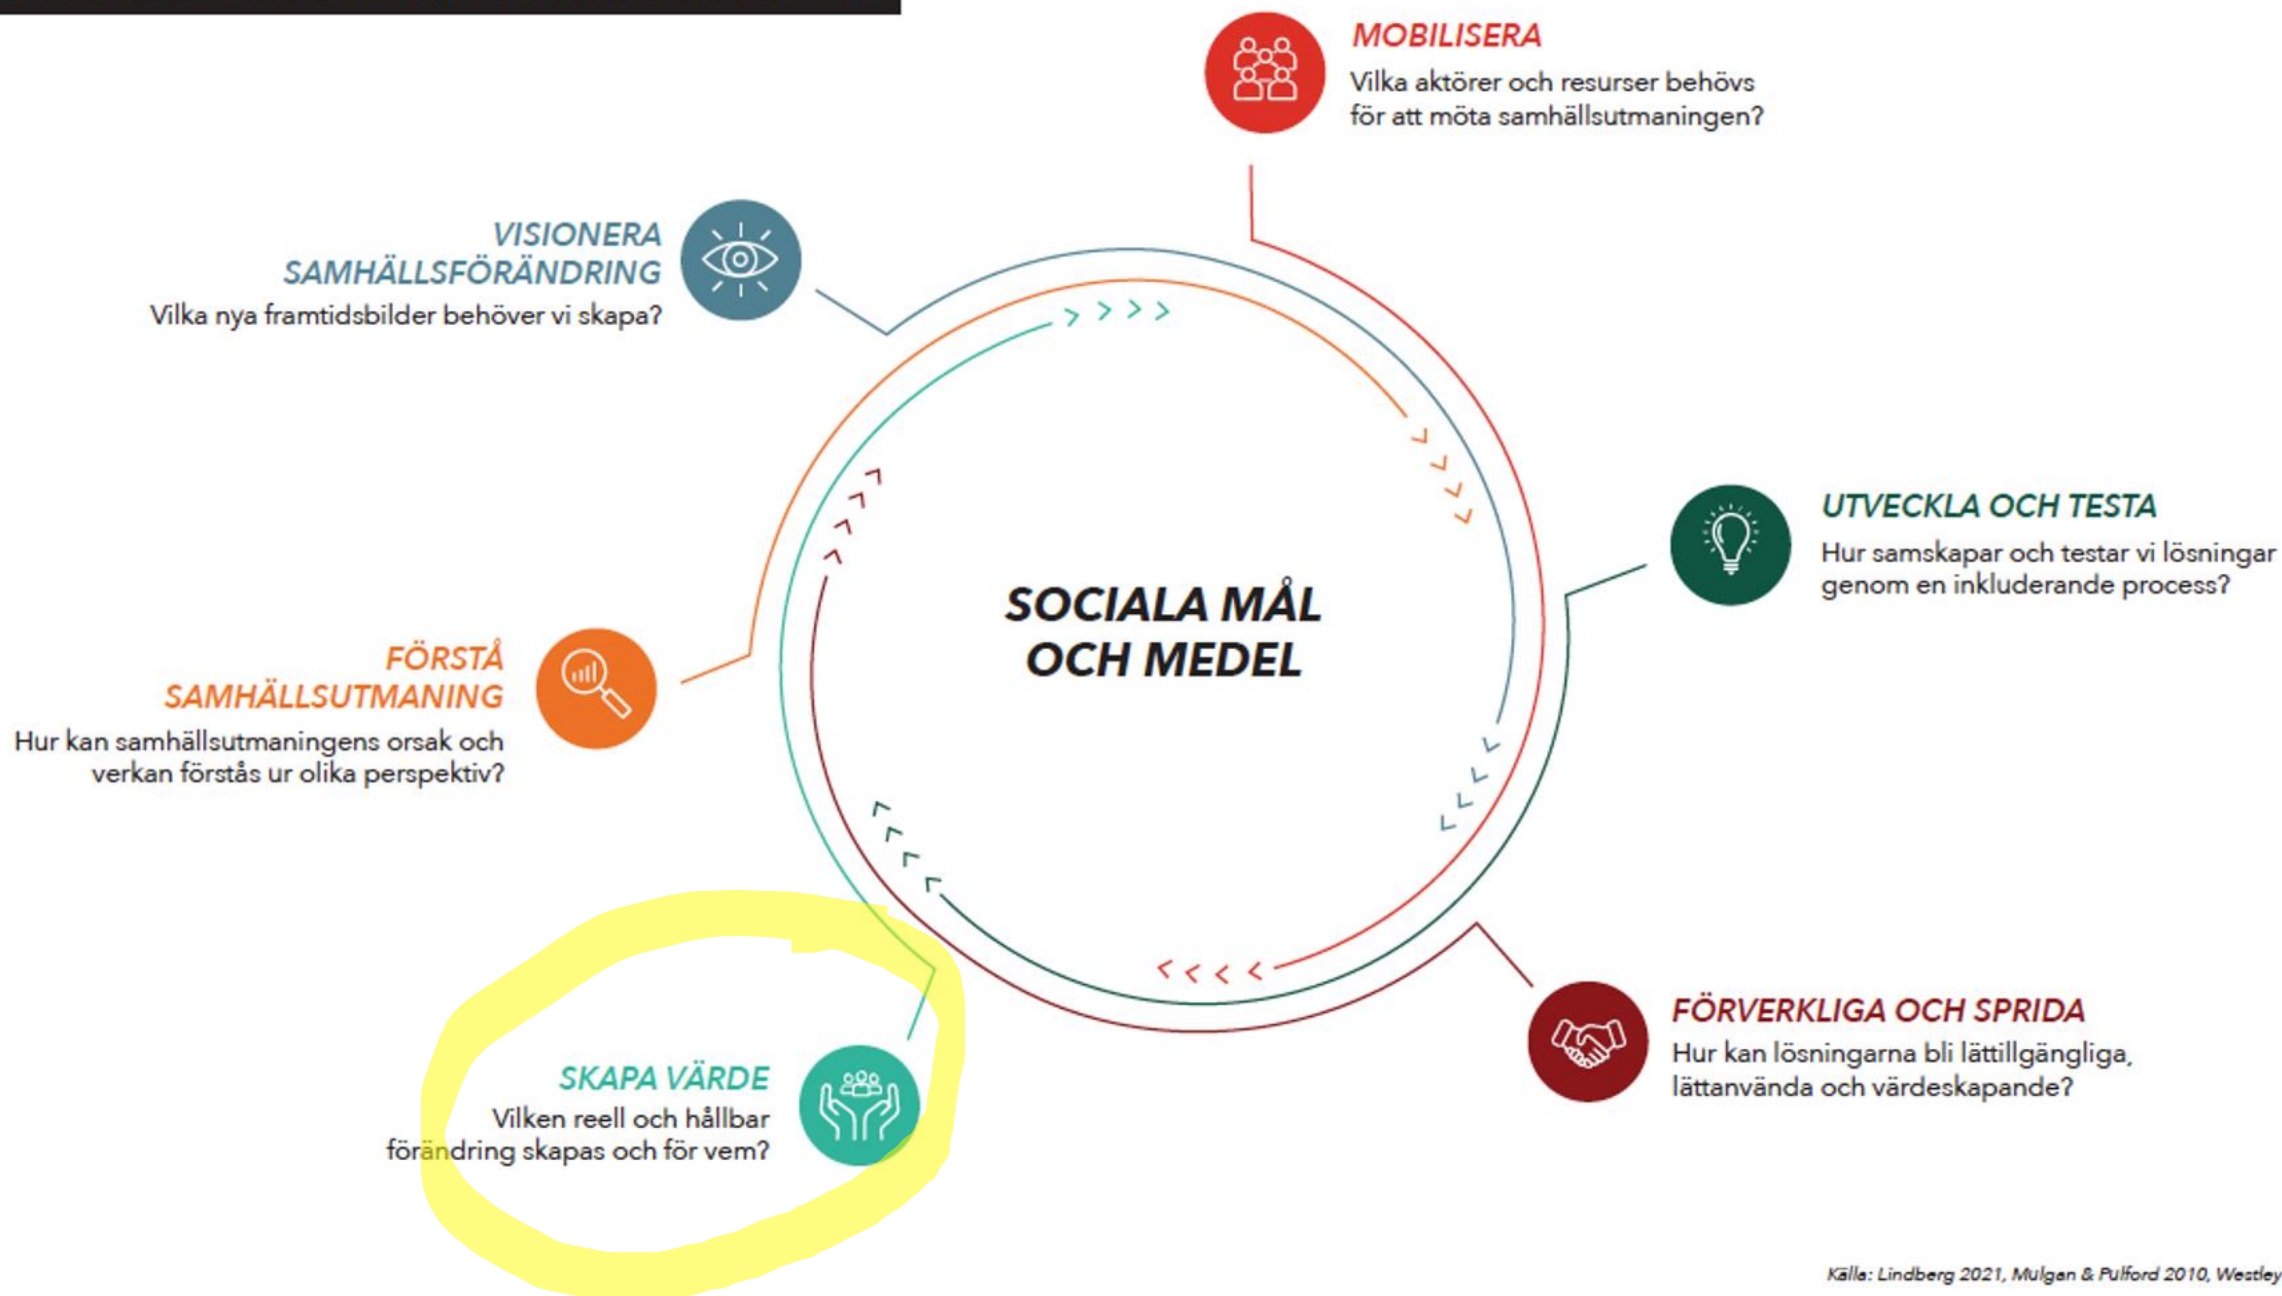 MOBILISERA
Vilka aktörer och resurser behövs
för att möta samhällsutmaningen?
VISIONERA
SAMHÄLLSFÖRÄNDRING
Vilka nya framtidsbilder behöver vi skapa?
UTVECKLA OCH TESTA
Hur samskapar och testar vi lösningar
genom en inkluderande process?
SOCIALA MÅL
OCH MEDEL
FÖRSTÅ
SAMHÄLLSUTMANING
Hur kan samhällsutmaningens orsak och
verkan förstås ur olika perspektiv?
FÖRVERKLIGA OCH SPRIDA
Hur kan lösningarna bli lättillgängliga,
lättanvända och värdeskapande?
SKAPA VÄRDE
Vilken reell och hållbar
förändring skapas och för vem?
Källa: Lindberg 2021, Mulgan & Pulford 2010, Westley